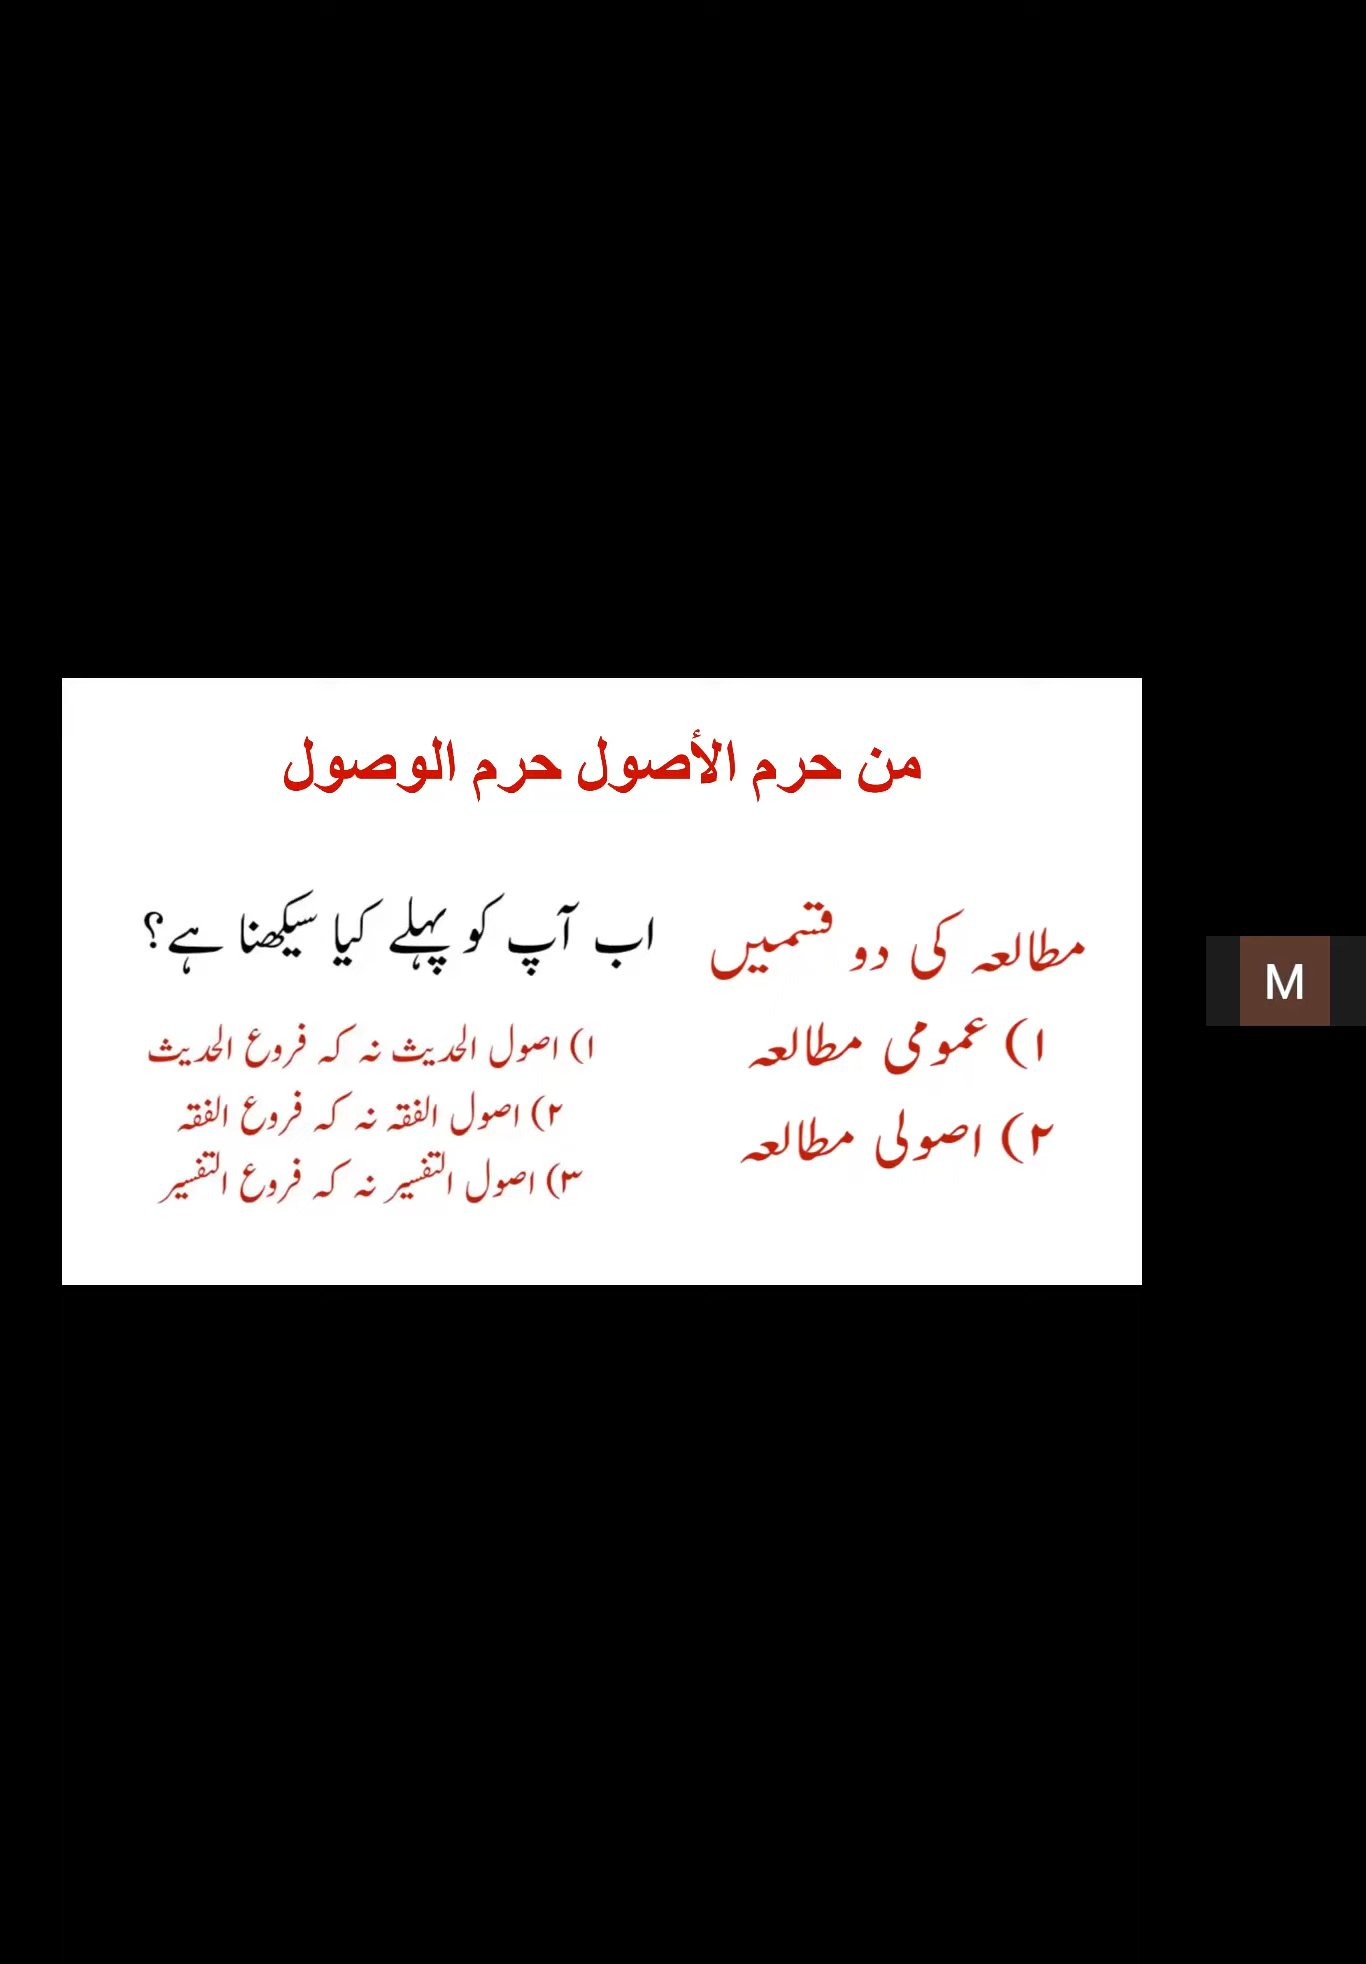 من حرم الأصول حرم الوصول
مطالعہ کی دو قسمیں
۱) عمومی مطالعہ
۲) اصولی مطالعہ
اب آپ کو پہلے کیا سیکھنا ہے؟
۱) اصول الحدیث نہ کہ فروع الحدیث
۲) اصول الفقہ نہ کہ فروع الفقہ
۳) اصول التفسیر نہ کہ فروع التفسیر
M